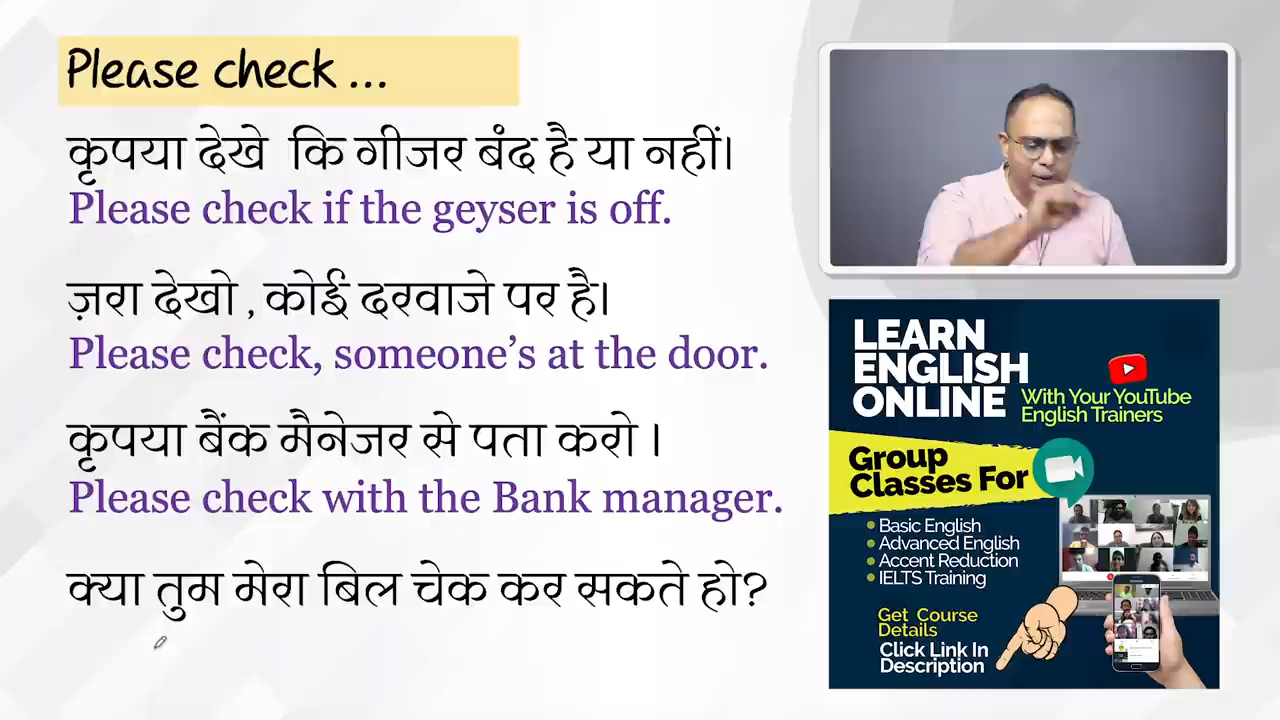 Please check ...
कृपया देखे कि गीजर बंद है या नहीं।
Please check if the geyser is off.
ज़रा देखो , कोई दरवाजे पर है।
Please check, someone’s at the door.
कृपया बैंक मैनेजर से पता करो ।
Please check with the Bank manager.
क्या तुम मेरा बिल चेक कर सकते हो?
LEARN
ENGLISH
ONLINE
With Your YouTube
English Trainers
Group
Classes For
Basic English
Advanced English
Accent Reduction
IELTS Training
Get Course
Details
Click Link In
Description